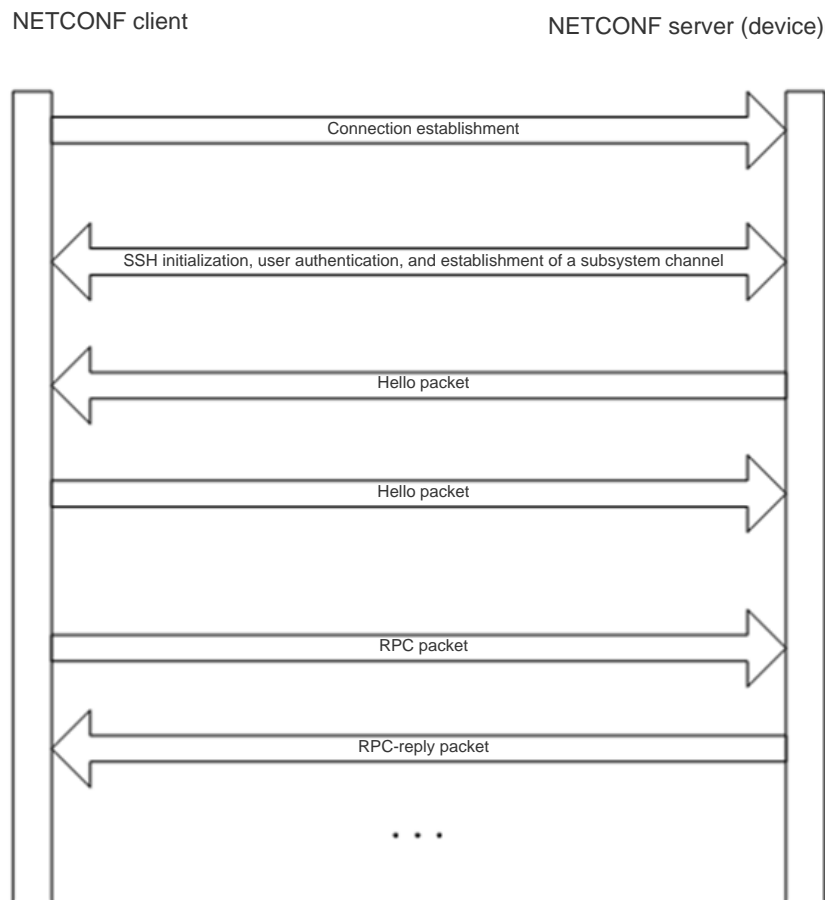 NETCONF client
NETCONF server (device)
Connection establishment
SSH initialization, user authentication, and establishment of a subsystem channel
Hello packet
Hello packet
RPC packet
RPC-reply packet
...